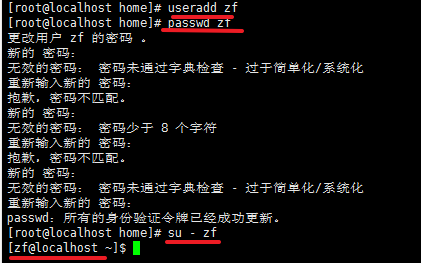 [root@localhost home]# useradd zf
[root@localhost home]# passwd zf
更改用户 zf 的密码 。
新的 密码：
无效的密码： 密码未通过字典检查 - 过于简单化/系统化
重新输入新的 密码：
抱歉，密码不匹配。
新的 密码：
无效的密码： 密码少于 8 个字符
重新输入新的 密码：
抱歉，密码不匹配。
新的 密码：
无效的密码： 密码未通过字典检查 - 过于简单化/系统化
重新输入新的 密码：
passwd：所有的身份验证令牌已经成功更新。
[root@localhost home]# su - zf
[zf@localhost ~]$